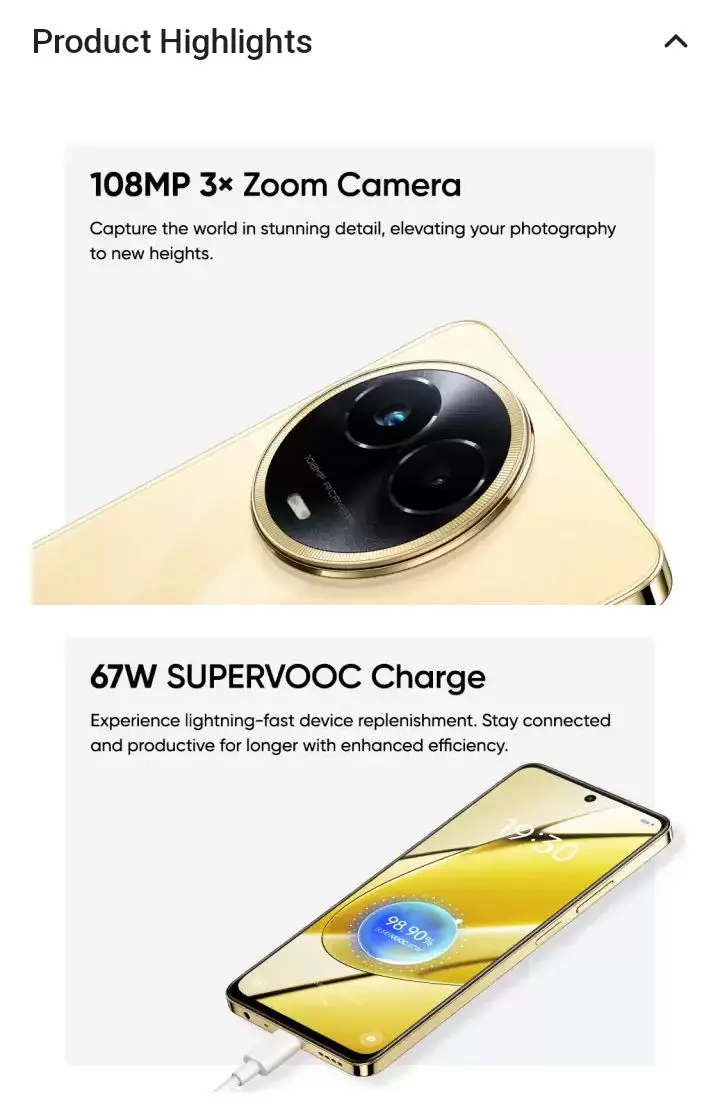 Product Highlights
108MP 3× Zoom Camera
Capture the world in stunning detail, elevating your photography
to new heights.
108MP AI CAMERA
67W SUPERVOOC Charge
Experience lightning-fast device replenishment. Stay connected
and productive for longer with enhanced efficiency.
19:30
98.90%